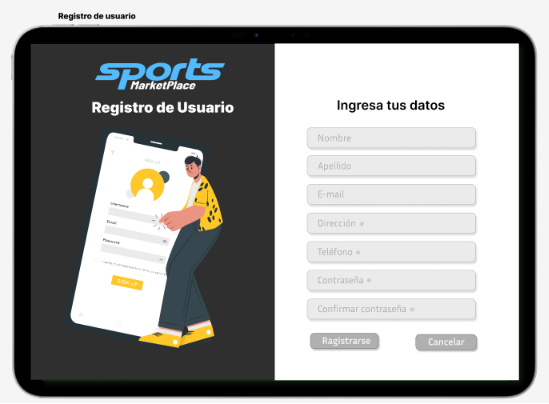 Registro de usuario
sports
MarketPlace
Registro de Usuario
SIGN UP
Username
Email
Password
SIGN UP
Ingresa tus datos
Nombre
Apellido
E-mail
Dirección *
Teléfono *
Contraseña *
Confirmar contraseña *
Ragistrarse
Cancelar